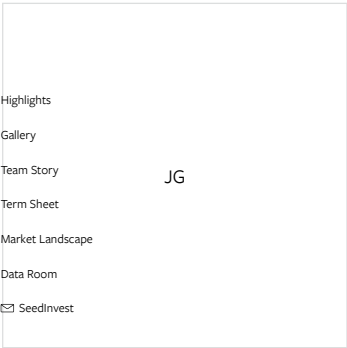 Highlights
Gallery
Team Story
JG
Term Sheet
Market Landscape
Data Room
SeedInvest